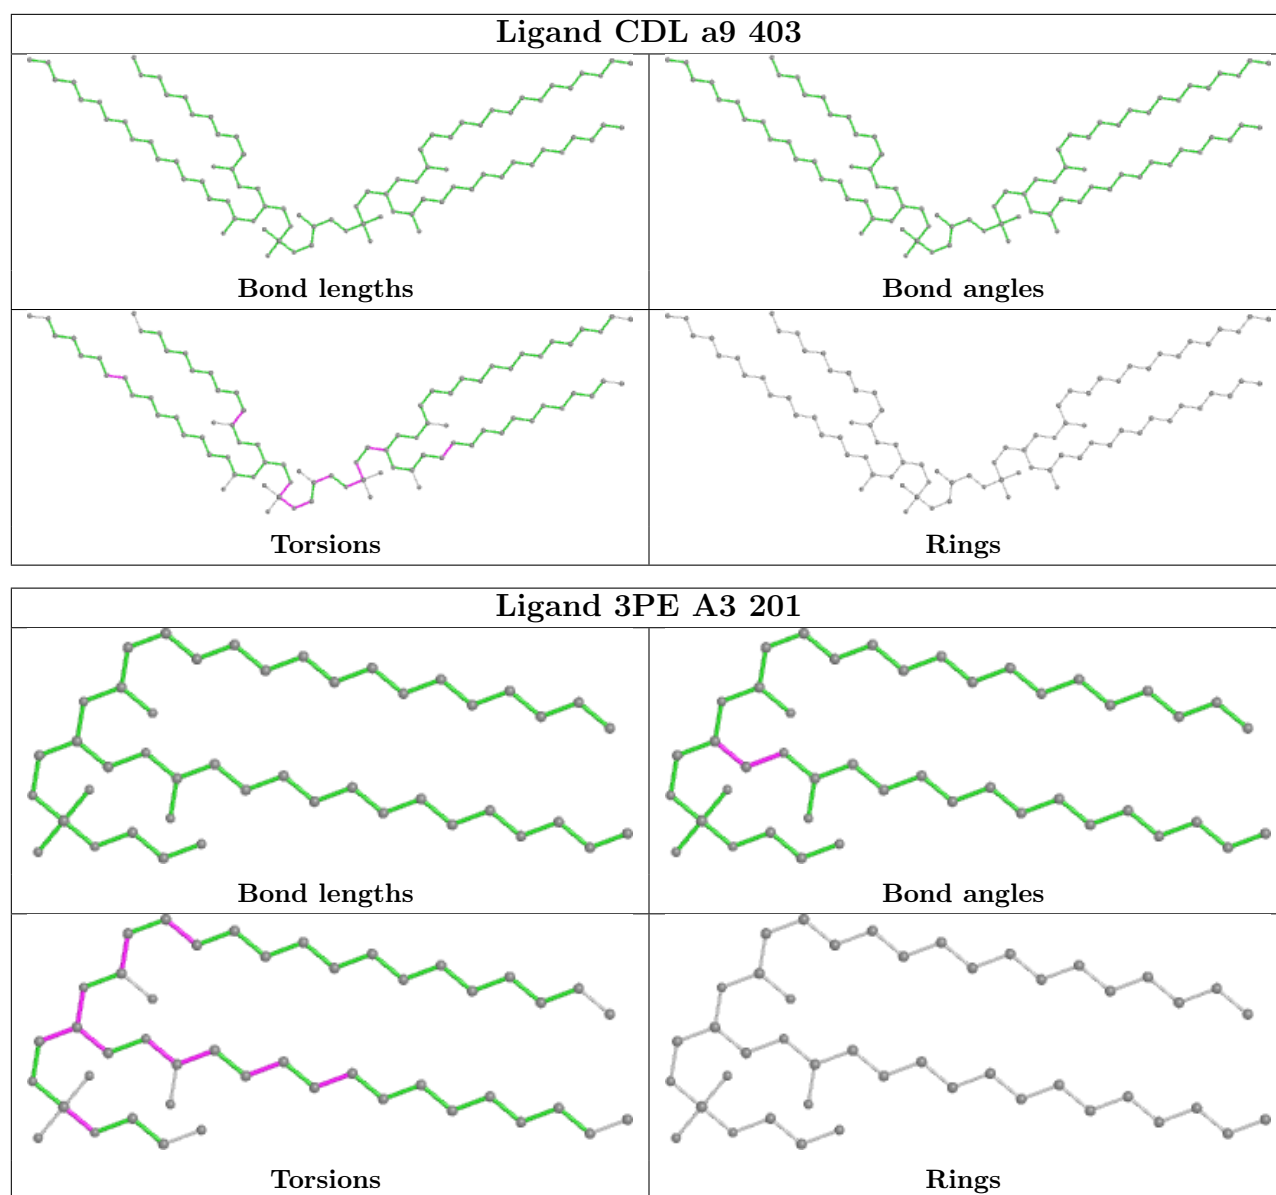 Ligand CDL a9 403
Bond lengths
Bond angles
Torsions
Rings
Ligand 3PE A3 201
Bond lengths
Bond angles
Torsions
Rings